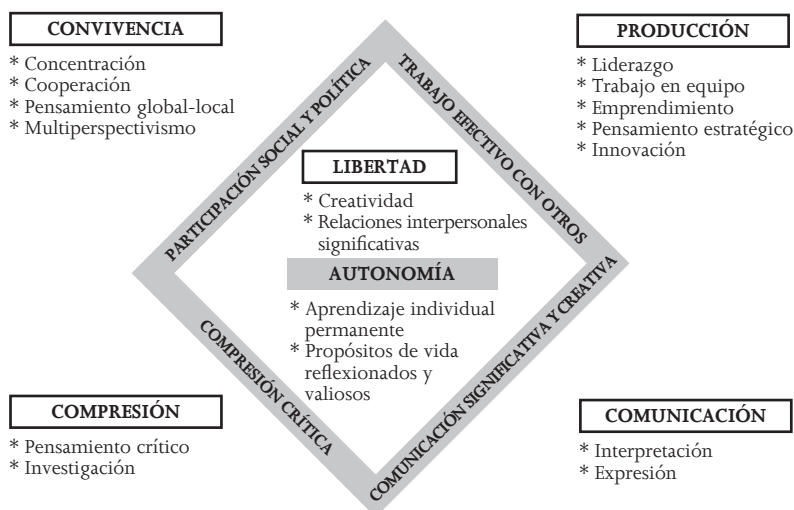 CONVIVENCIA
* Concentración
* Cooperación
* Pensamiento global-local
* Multiperspectivismo
PRODUCCIÓN
* Liderazgo
* Trabajo en equipo
* Emprendimiento
* Pensamiento estratégico
* Innovación
PARTICIPACIÓN SOCIAL Y POLÍTICA
TRABAJO EFECTIVO CON OTROS
LIBERTAD
* Creatividad
* Relaciones interpersonales
significativas
AUTONOMÍA
* Aprendizaje individual
permanente
* Propósitos de vida
reflexionados y
valiosos
COMPRESIÓN CRÍTICA
COMUNICACIÓN SIGNIFICATIVA Y CREATIVA
COMPRESIÓN
* Pensamiento crítico
* Investigación
COMUNICACIÓN
* Interpretación
* Expresión